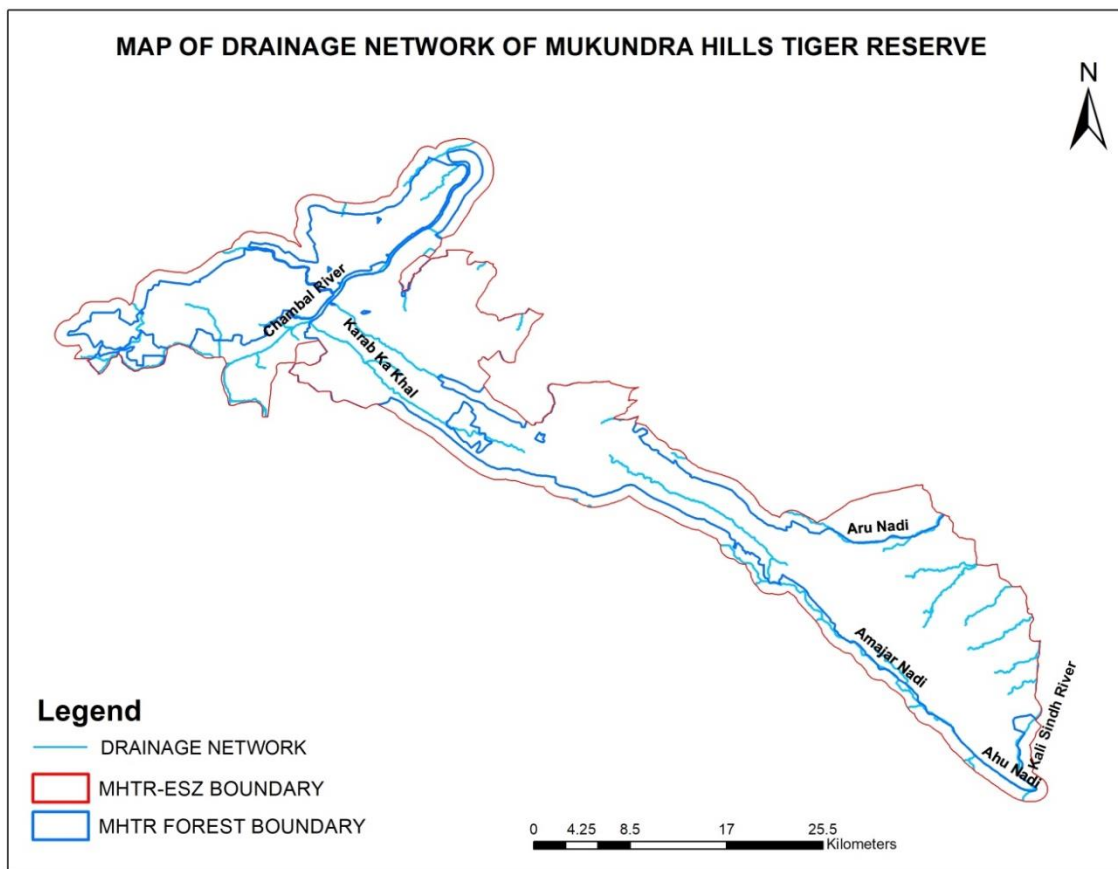 MAP OF DRAINAGE NETWORK OF MUKUNDRA HILLS TIGER RESERVE
N
Chambal River
Karab Ka Khal
Aru Nadi
Amajar Nadi
Kali Sindh River
Ahu Nadi
Legend
DRAINAGE NETWORK
MHTR-ESZ BOUNDARY
MHTR FOREST BOUNDARY
0 4.25 8.5 17 25.5
Kilometers